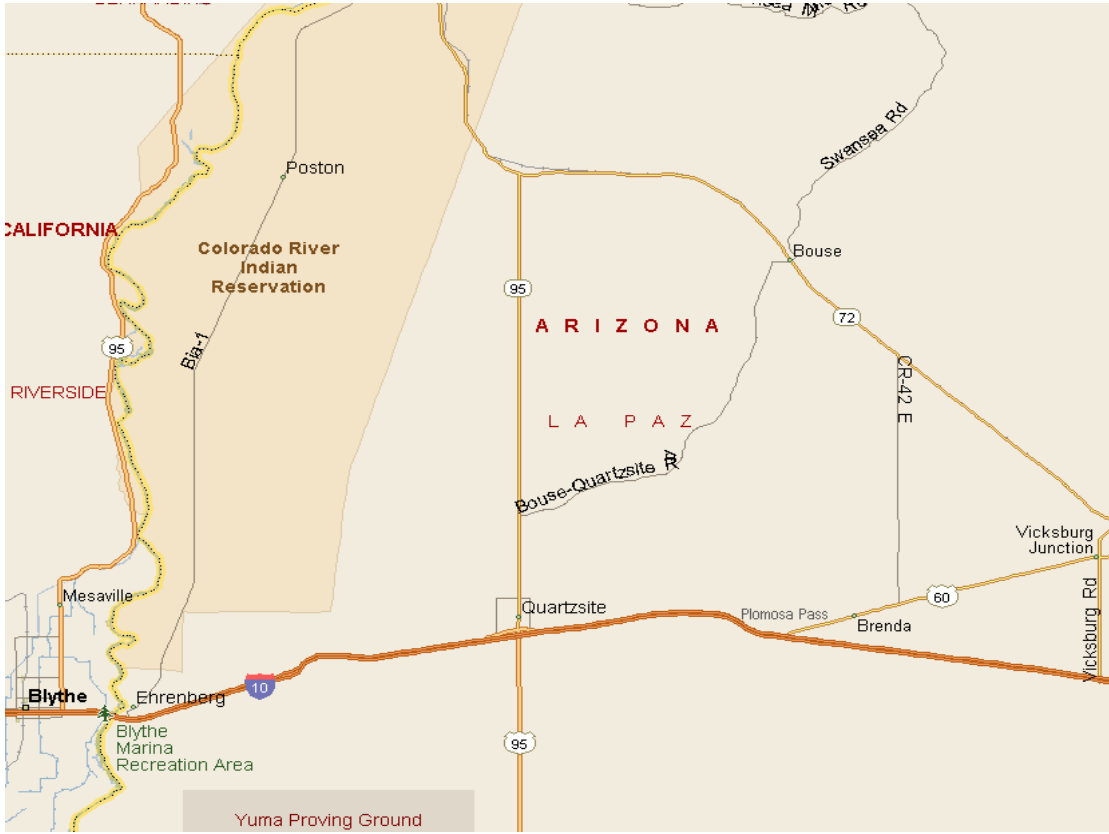 Swansea Rd
Poston
CALIFORNIA
Colorado River
Indian
Reservation
Bouse
95
ARIZONA
72
95
Bia-1
CR-42 E
RIVERSIDE
LA PAZ
Bouse-Quartzsite
Vicksburg
Junction
Mesaville
60
Quartzsite
Plomosa Pass
Brenda
Vicksburg Rd
10
Blythe
Ehrenberg
Blythe
Marina
Recreation Area
95
Yuma Proving Ground